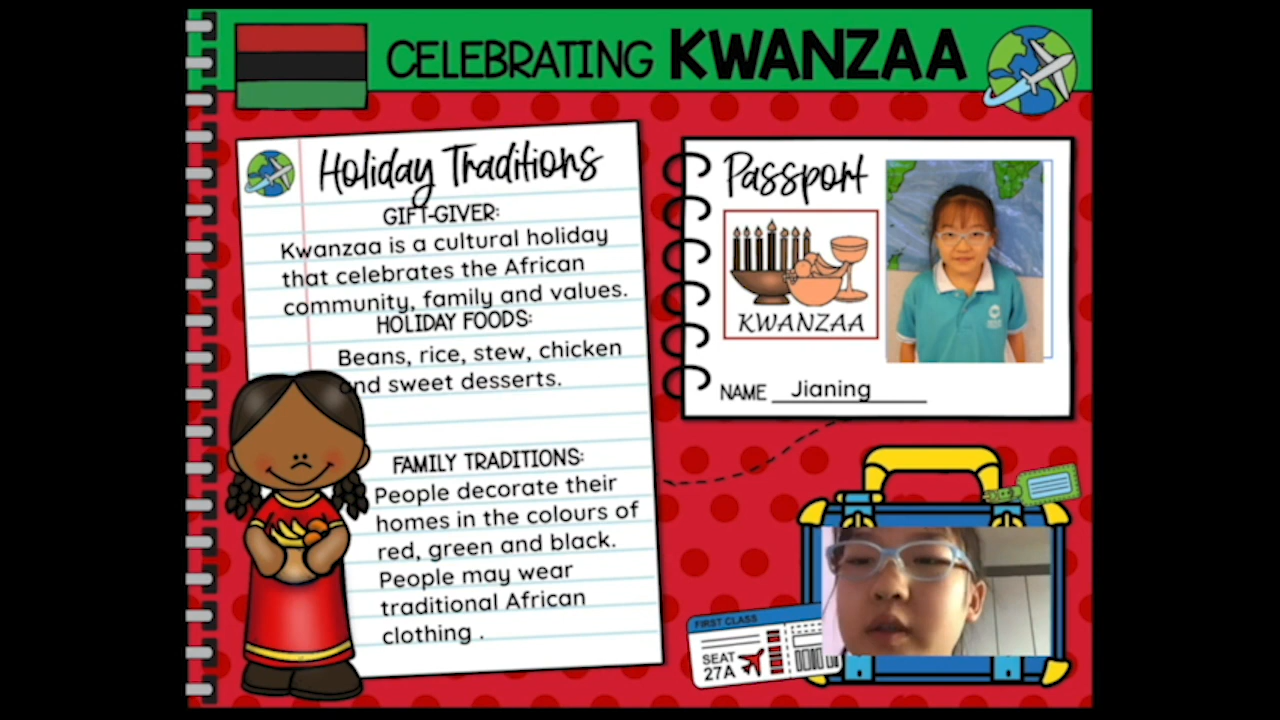 CELEBRATING KWANZAA
Holiday Traditions
GIFT-GIVER:
Kwanzaa is a cultural holiday
that celebrates the African
community, family and values.
HOLIDAY FOODS:
Beans, rice, stew, chicken
and sweet desserts.
FAMILY TRADITIONS:
People decorate their
homes in the colours of
red, green and black.
People may wear
traditional African
clothing .
Passport
KWANZAA
NAME Jianing
FIRST CLASS
SEAT
27A